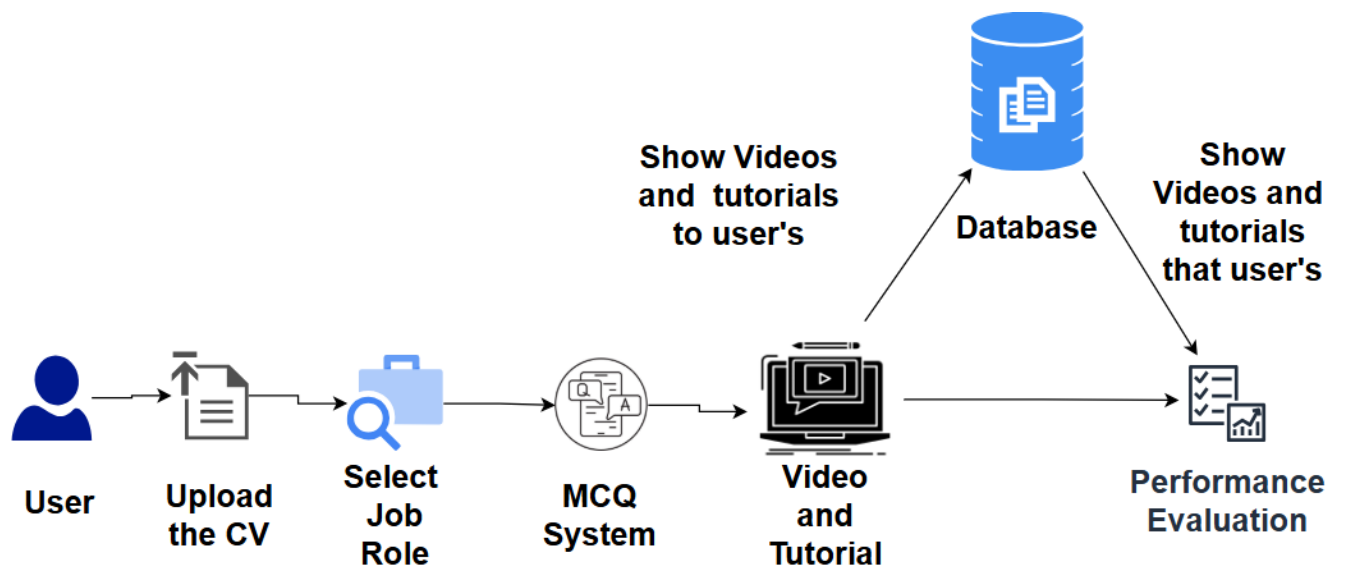 Show Videos
and tutorials
to user's
Database
Show
Videos and
tutorials
that user's
User
Upload
the CV
Select
Job
Role
Q
A
MCQ
System
Video
and
Tutorial
Performance
Evaluation